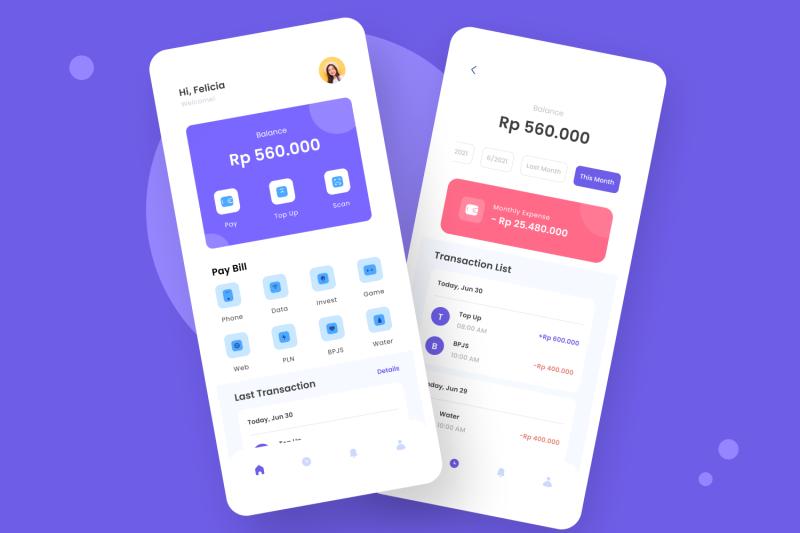 Hi, Felicia
Welcome!
Balance
Rp 560.000
Pay
Top Up
Scan
Pay Bill
Phone
Data
Invest
Game
Web
PLN
BPJS
Water
Last Transaction
Details
Today, Jun 30
Top Up
Balance
Rp 560.000
2021
6/2021
Last Month
This Month
Monthly Expense
- Rp 25.480.000
Transaction List
Today, Jun 30
T
Top Up
08:00 AM
+Rp 600.000
B
BPJS
10:00 AM
-Rp 400.000
Jun 29
Water
10:00 AM
-Rp 400.000